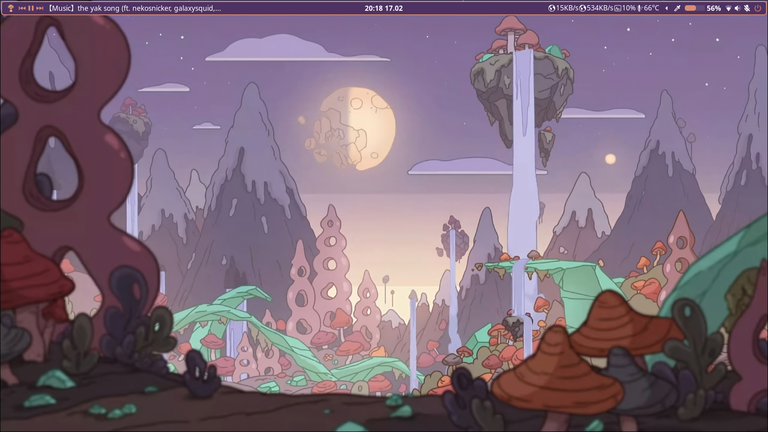 【Music】the yak song (ft. nekosnicker, galaxysquid,... 20:18 17.02 15KB/s 534KB/s 10% 66°C 56%